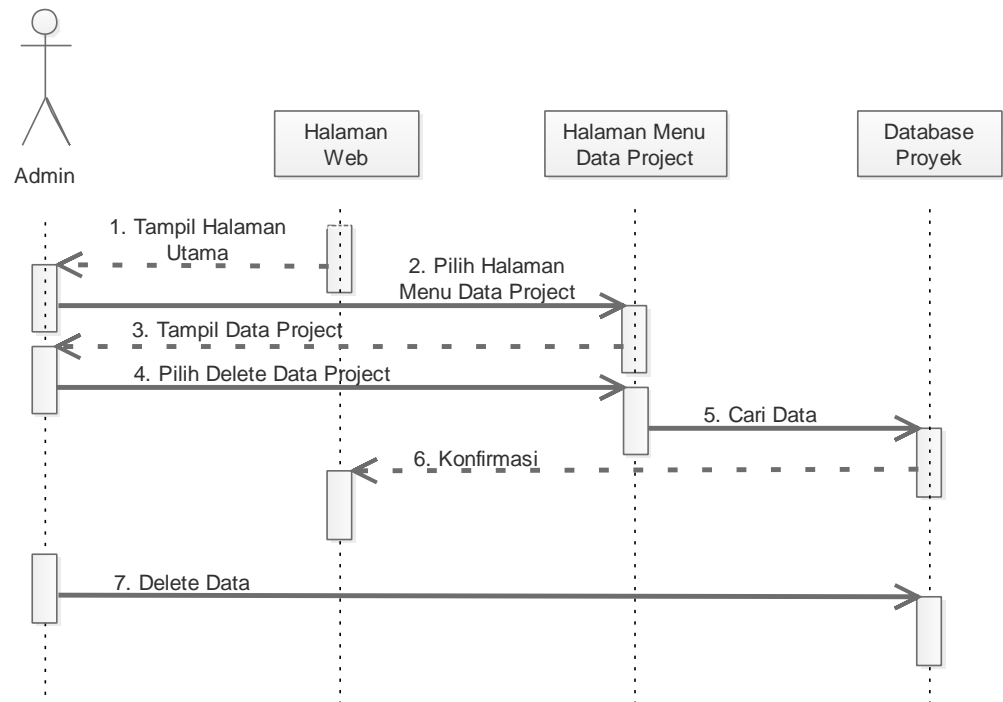 Admin
Halaman
Web
Halaman Menu
Data Project
Database
Proyek
1. Tampil Halaman
Utama
2. Pilih Halaman
Menu Data Project
3. Tampil Data Project
4. Pilih Delete Data Project
5. Cari Data
6. Konfirmasi
7. Delete Data